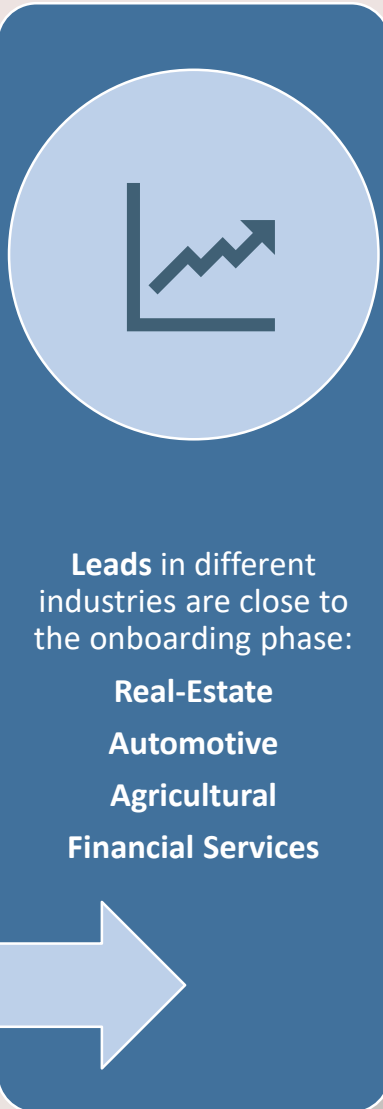 Leads in different
industries are close to
the onboarding phase:
Real-Estate
Automotive
Agricultural
Financial Services